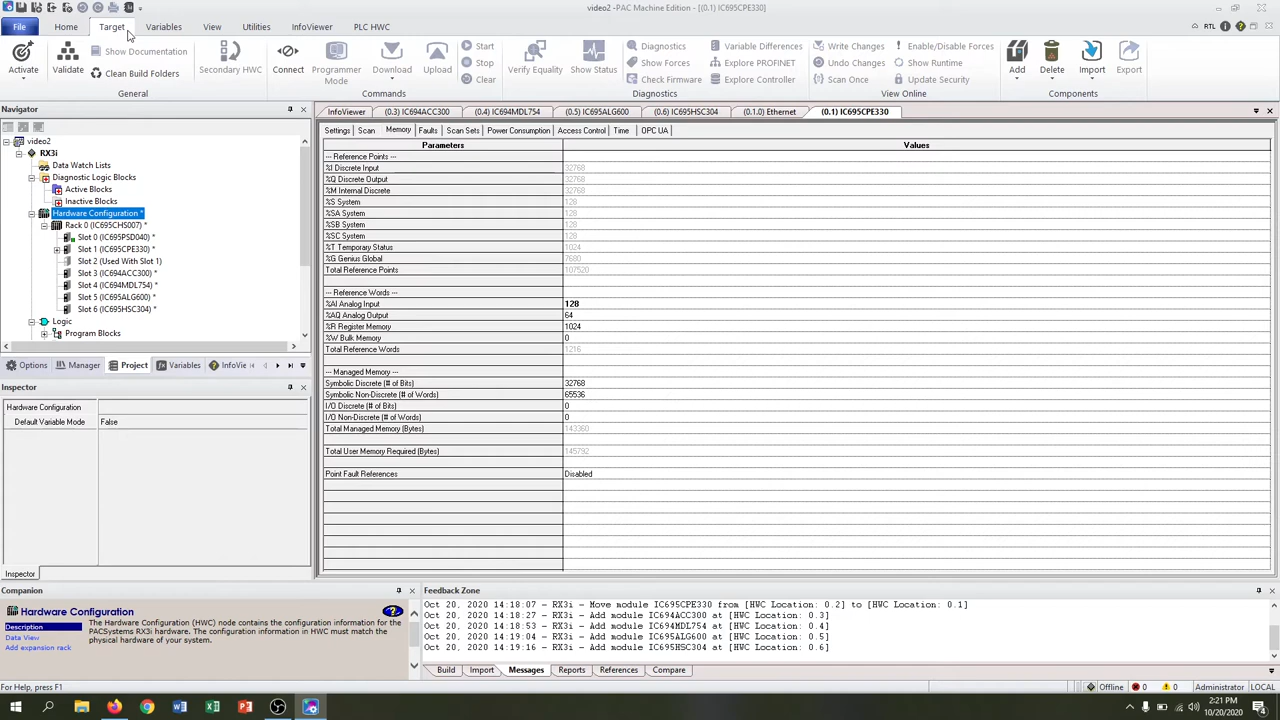 video2 - PAC Machine Edition - [(0.1) IC695CPE330]
File Home Target Variables View Utilities InfoViewer PLC HWC RTL
Activate Validate Show Documentation Clean Build Folders Secondary HWC Connect Programmer Mode Download Upload Start Stop Clear Verify Equality Show Status Diagnostics Show Forces Check Firmware Variable Differences Explore PROFINET Explore Controller Write Changes Undo Changes Scan Once Enable/Disable Forces Show Runtime Update Security Add Delete Import Export
General Commands Diagnostics View Online Components
Navigator
InfoViewer (0.3) IC694ACC300 (0.4) IC694MDL754 (0.5) IC695ALG600 (0.6) IC695HSC304 (0.1.0) Ethernet (0.1) IC695CPE330
Settings Scan Memory Faults Scan Sets Power Consumption Access Control Time OPC UA
video2
RX3i
Data Watch Lists
Diagnostic Logic Blocks
Active Blocks
Inactive Blocks
Hardware Configuration *
Rack 0 (IC695CHS007) *
Slot 0 (IC695PSD040) *
Slot 1 (IC695CPE330) *
Slot 2 (Used With Slot 1)
Slot 3 (IC694ACC300) *
Slot 4 (IC694MDL754) *
Slot 5 (IC695ALG600) *
Slot 6 (IC695HSC304) *
Logic
Program Blocks
Options Manager Project Variables InfoVie
Parameters Values
--- Reference Points ---
%I Discrete Input 32768
%Q Discrete Output 32768
%M Internal Discrete 32768
%S System 128
%SA System 128
%SB System 128
%SC System 128
%T Temporary Status 1024
%G Genius Global 7680
Total Reference Points 107520
--- Reference Words ---
%AI Analog Input 128
%AQ Analog Output 64
%R Register Memory 1024
%W Bulk Memory 0
Total Reference Words 1216
--- Managed Memory ---
Symbolic Discrete (# of Bits) 32768
Symbolic Non-Discrete (# of Words) 65536
I/O Discrete (# of Bits) 0
I/O Non-Discrete (# of Words) 0
Total Managed Memory (Bytes) 143360
Total User Memory Required (Bytes) 145792
Point Fault References Disabled
Inspector
Hardware Configuration
Default Variable Mode False
Inspector
Companion
Hardware Configuration
Description
Data View
Add expansion rack
The Hardware Configuration (HWC) node contains the configuration information for the
PACSystems RX3i hardware. The configuration information in HWC must match the
physical hardware of your system.
Feedback Zone
Oct 20, 2020 14:18:07 - RX3i - Move module IC695CPE330 from [HWC Location: 0.2] to [HWC Location: 0.1]
Oct 20, 2020 14:18:27 - RX3i - Add module IC694ACC300 at [HWC Location: 0.3]
Oct 20, 2020 14:18:53 - RX3i - Add module IC694MDL754 at [HWC Location: 0.4]
Oct 20, 2020 14:19:04 - RX3i - Add module IC695ALG600 at [HWC Location: 0.5]
Oct 20, 2020 14:19:16 - RX3i - Add module IC695HSC304 at [HWC Location: 0.6]
Build Import Messages Reports References Compare
For Help, press F1 Offline 0 0 Administrator LOCAL
2:21 PM
10/20/2020
4